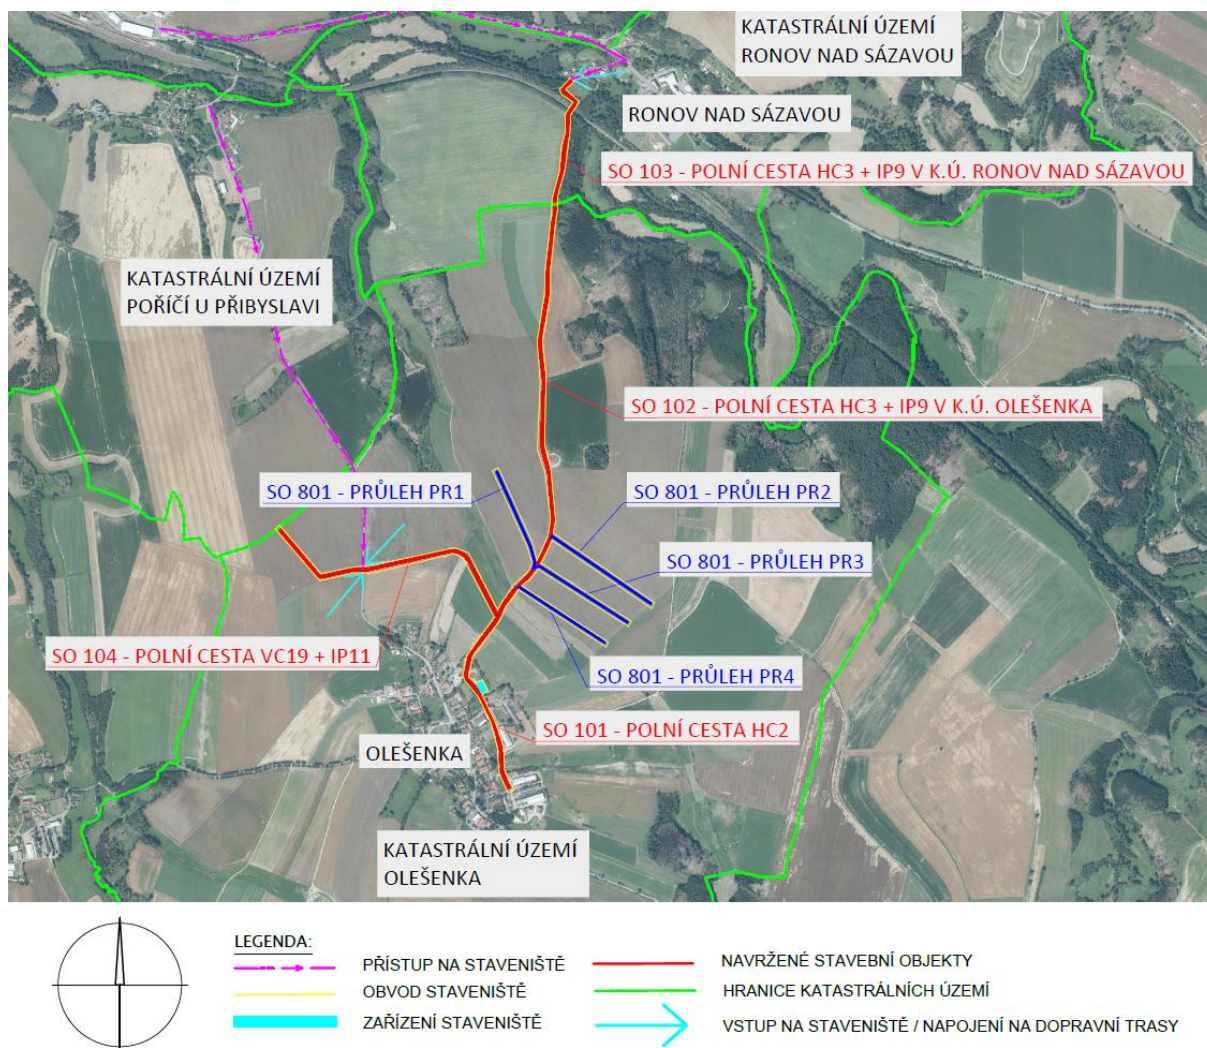 KATASTRÁLNÍ ÚZEMÍ
RONOV NAD SÁZAVOU
RONOV NAD SÁZAVOU
SO 103 - POLNÍ CESTA HC3 + IP9 V K.Ú. RONOV NAD SÁZAVOU
KATASTRÁLNÍ ÚZEMÍ
POŘÍČÍ U PŘIBYSLAVI
SO 102 - POLNÍ CESTA HC3 + IP9 V K.Ú. OLEŠENKA
SO 801 - PRŮLEH PR1
SO 801 - PRŮLEH PR2
SO 801 - PRŮLEH PR3
SO 104 - POLNÍ CESTA VC19 + IP11
SO 801 - PRŮLEH PR4
SO 101 - POLNÍ CESTA HC2
OLEŠENKA
KATASTRÁLNÍ ÚZEMÍ
OLEŠENKA
LEGENDA:
PŘÍSTUP NA STAVENIŠTĚ
OBVOD STAVENIŠTĚ
ZAŘÍZENÍ STAVENIŠTĚ
NAVRŽENÉ STAVEBNÍ OBJEKTY
HRANICE KATASTRÁLNÍCH ÚZEMÍ
VSTUP NA STAVENIŠTĚ / NAPOJENÍ NA DOPRAVNÍ TRASY